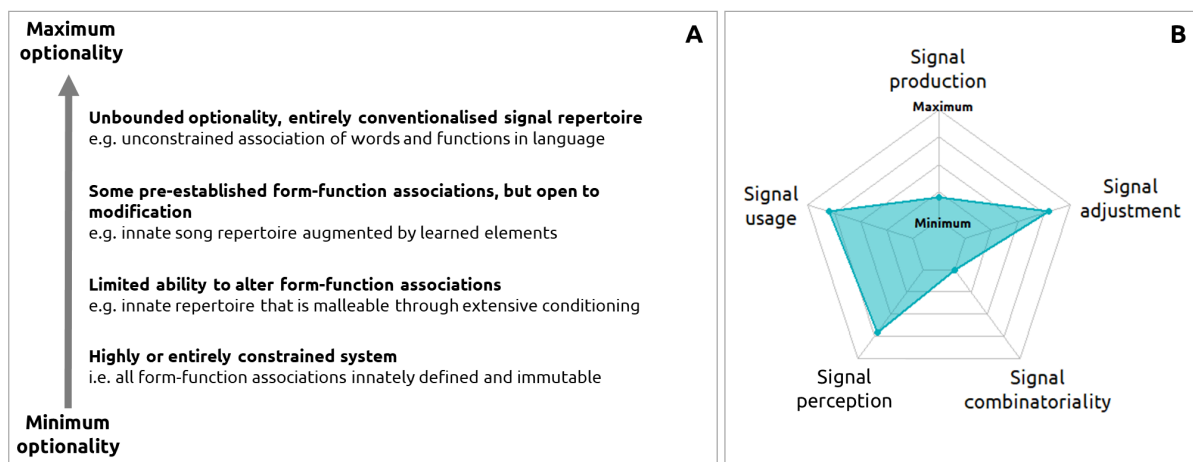 Maximum
optionality
A
Unbounded optionality, entirely conventionalised signal repertoire
e.g. unconstrained association of words and functions in language
Some pre-established form-function associations, but open to
modification
e.g. innate song repertoire augmented by learned elements
Limited ability to alter form-function associations
e.g. innate repertoire that is malleable through extensive conditioning
Highly or entirely constrained system
i.e. all form-function associations innately defined and immutable
Minimum
optionality
B
Signal
production
Maximum
Signal
usage
Signal
adjustment
Minimum
Signal
perception
Signal
combinatoriality